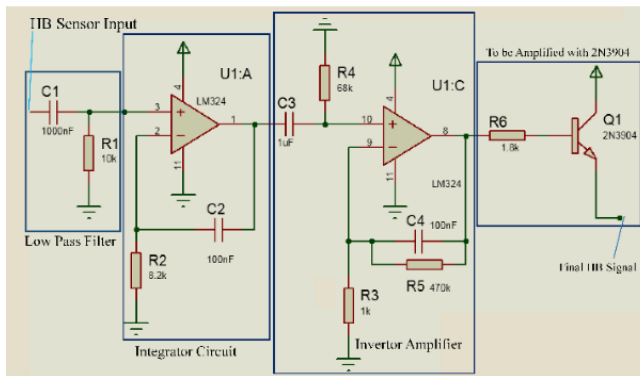 HB Sensor Input
To be Amplified with 2N3904
U1:A
U1:C
C1
1000nF
R1
10k
Low Pass Filter
LM324
3
2
1
4
11
C2
100nF
R2
8.2k
Integrator Circuit
C3
1uF
R4
68k
10
9
8
4
11
LM324
C4
100nF
R5
470k
R3
1k
Invertor Amplifier
R6
1.8k
Q1
2N3904
Final HB Signal